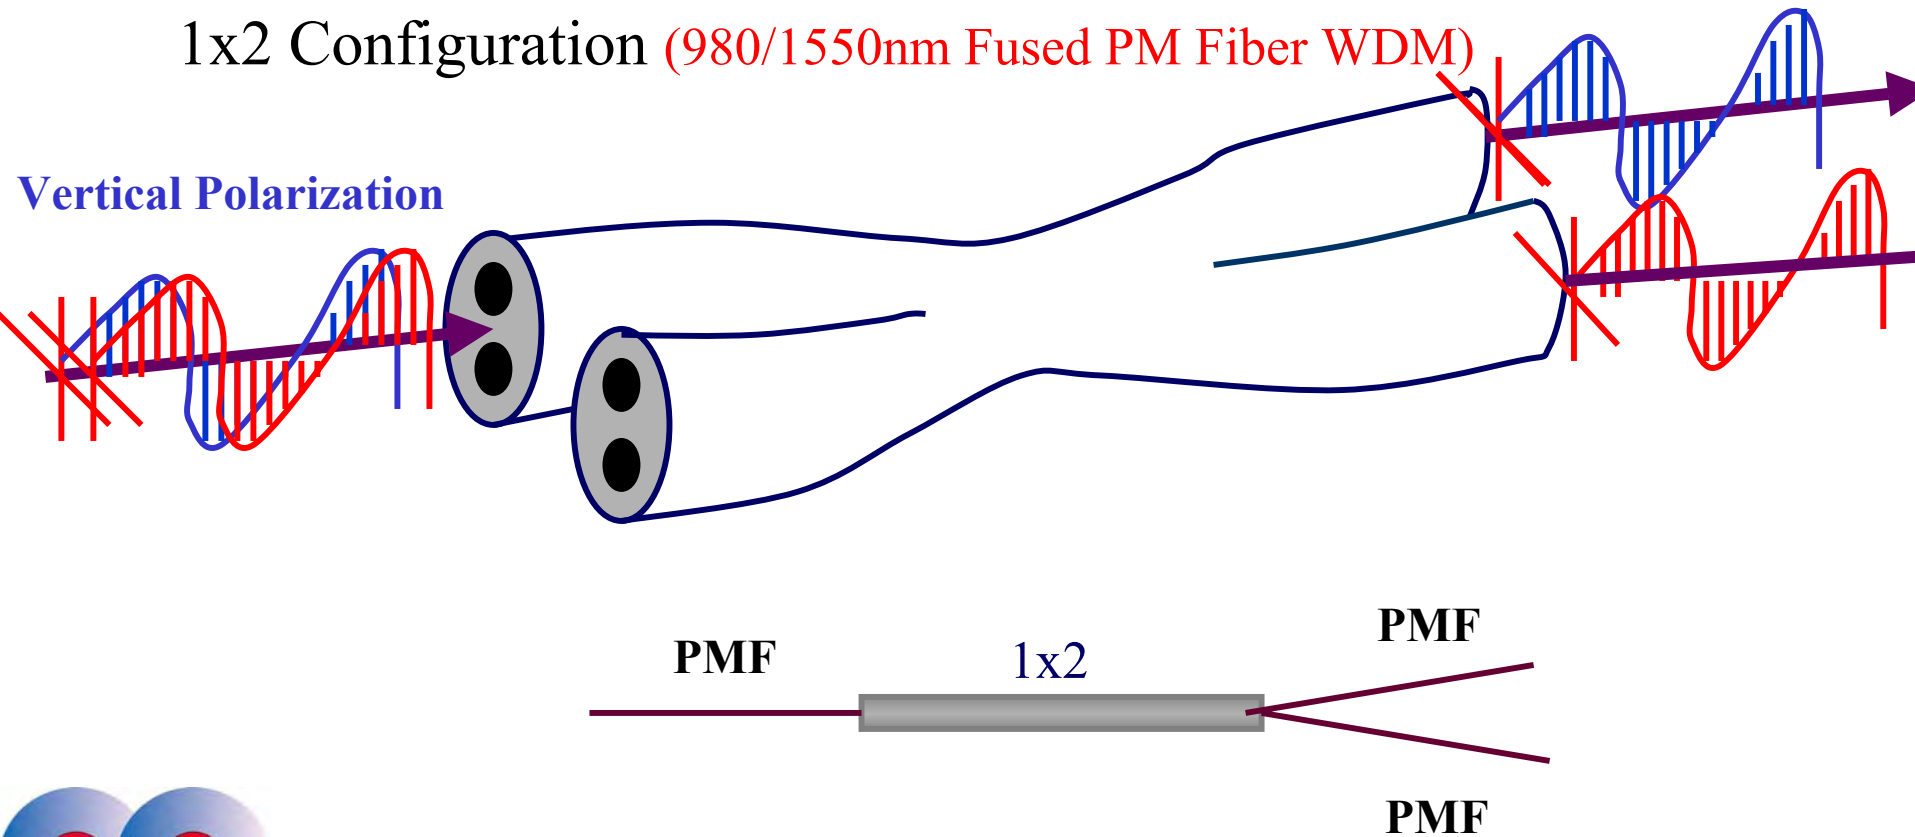 1x2 Configuration (980/1550nm Fused PM Fiber WDM)
Vertical Polarization
PMF
1x2
PMF
PMF